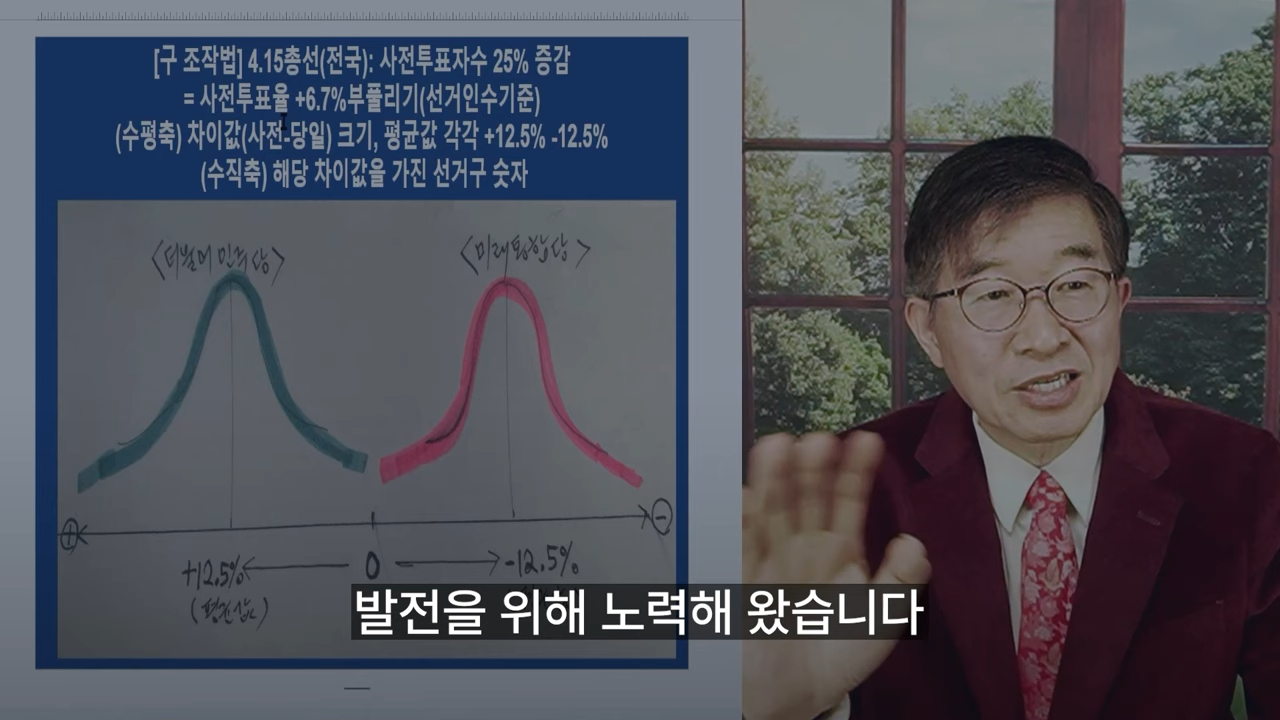 [구 조작법] 4.15총선(전국): 사전투표자수 25% 증감
= 사전투표율 +6.7%부풀리기(선거인수기준)
(수평축) 차이값(사전-당일) 크기, 평균값 각각 +12.5% -12.5%
(수직축) 해당 차이값을 가진 선거구 숫자
<더불어민주당>
<미래통합당>
+
-
+12.5%
0
-12.5%
(평균값)
발전을 위해 노력해 왔습니다